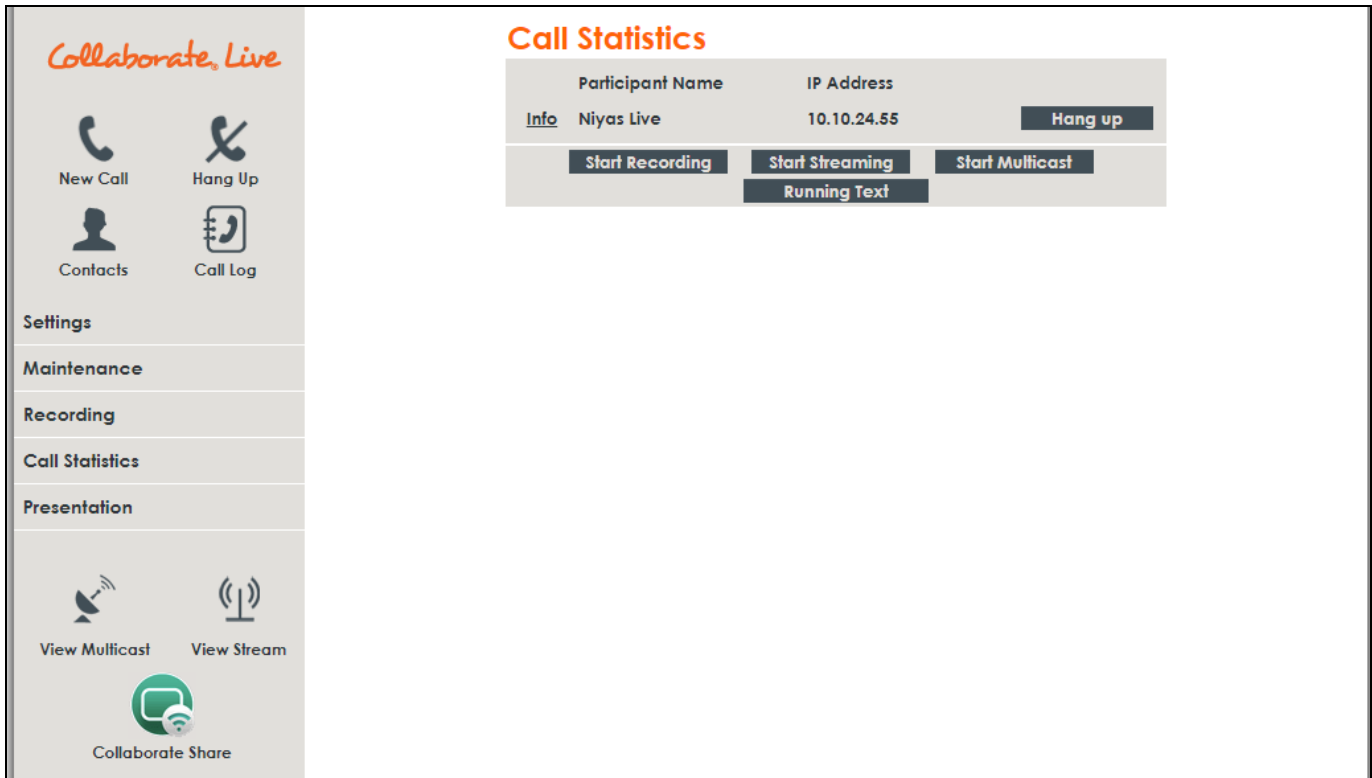 Collaborate® Live
New Call
Hang Up
Contacts
Call Log
Settings
Maintenance
Recording
Call Statistics
Presentation
View Multicast
View Stream
Collaborate Share
Call Statistics
Participant Name IP Address
Info Niyas Live 10.10.24.55 Hang up
Start Recording Start Streaming Start Multicast
Running Text